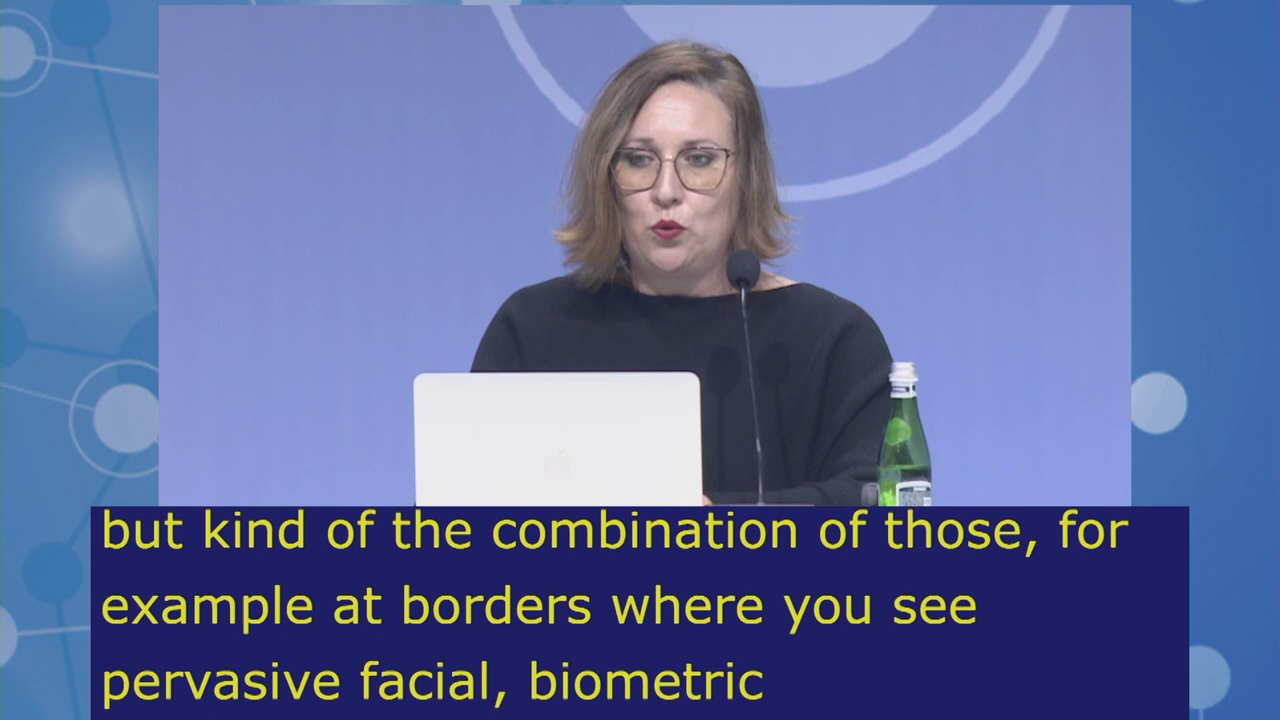 but kind of the combination of those, for
example at borders where you see
pervasive facial, biometric